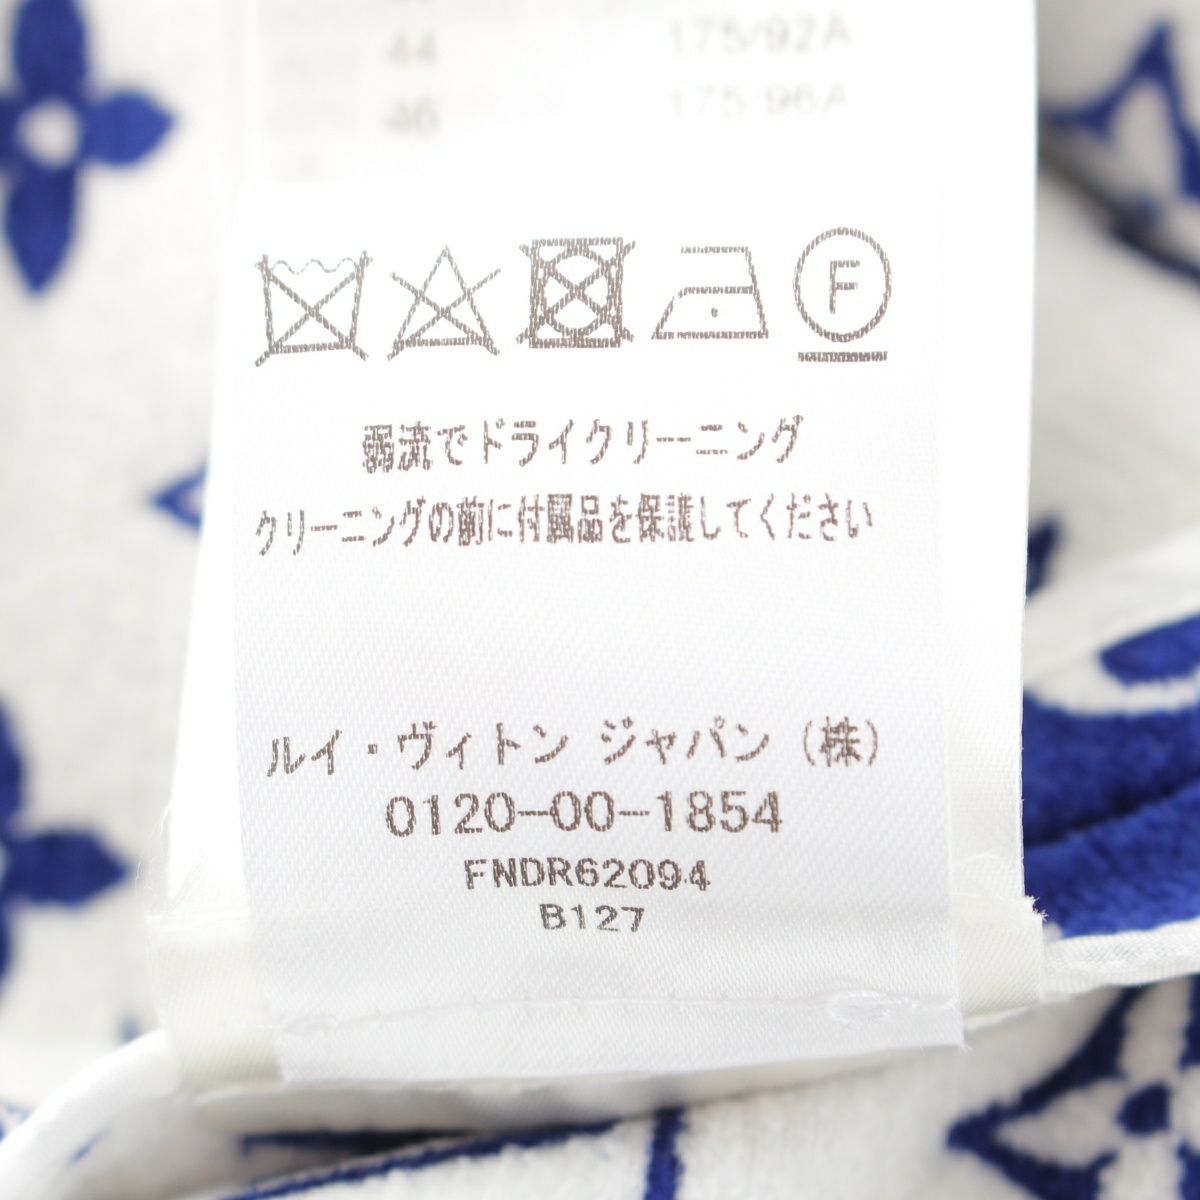 44 175/92A
46 175 96A
F
弱流でドライクリーニング
クリーニングの前に付属品を保護してください
ルイ・ヴィトン ジャパン (株)
0120-00-1854
FNDR62094
B127